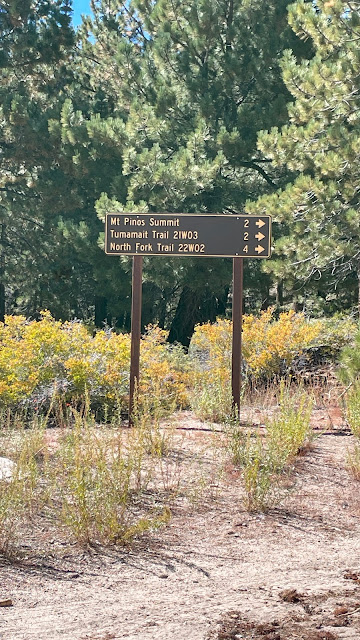 Mt Pinos Summit 2 →
Tumamait Trail 21W03 2 →
North Fork Trail 22W02 4 →